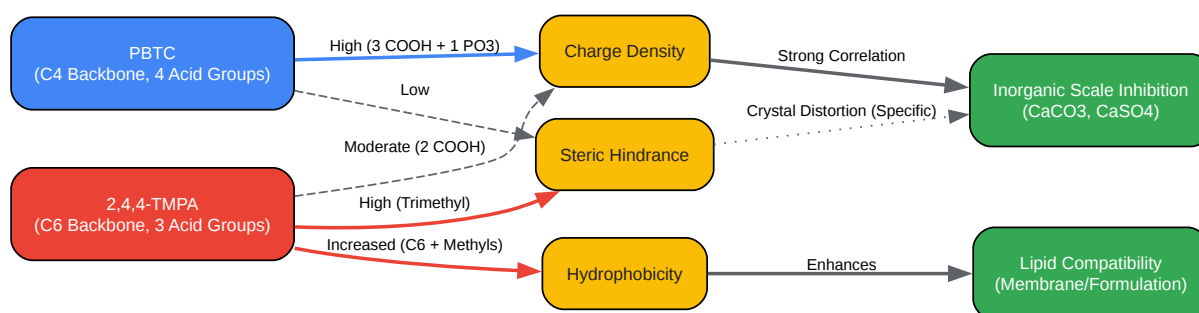 PBTC
(C4 Backbone, 4 Acid Groups)
High (3 COOH + 1 PO3)
Charge Density
Strong Correlation
Inorganic Scale Inhibition
(CaCO3, CaSO4)
Low
Crystal Distortion (Specific)
Moderate (2 COOH)
Steric Hindrance
2,4,4-TMPA
(C6 Backbone, 3 Acid Groups)
High (Trimethyl)
Increased (C6 + Methyls)
Hydrophobicity
Enhances
Lipid Compatibility
(Membrane/Formulation)